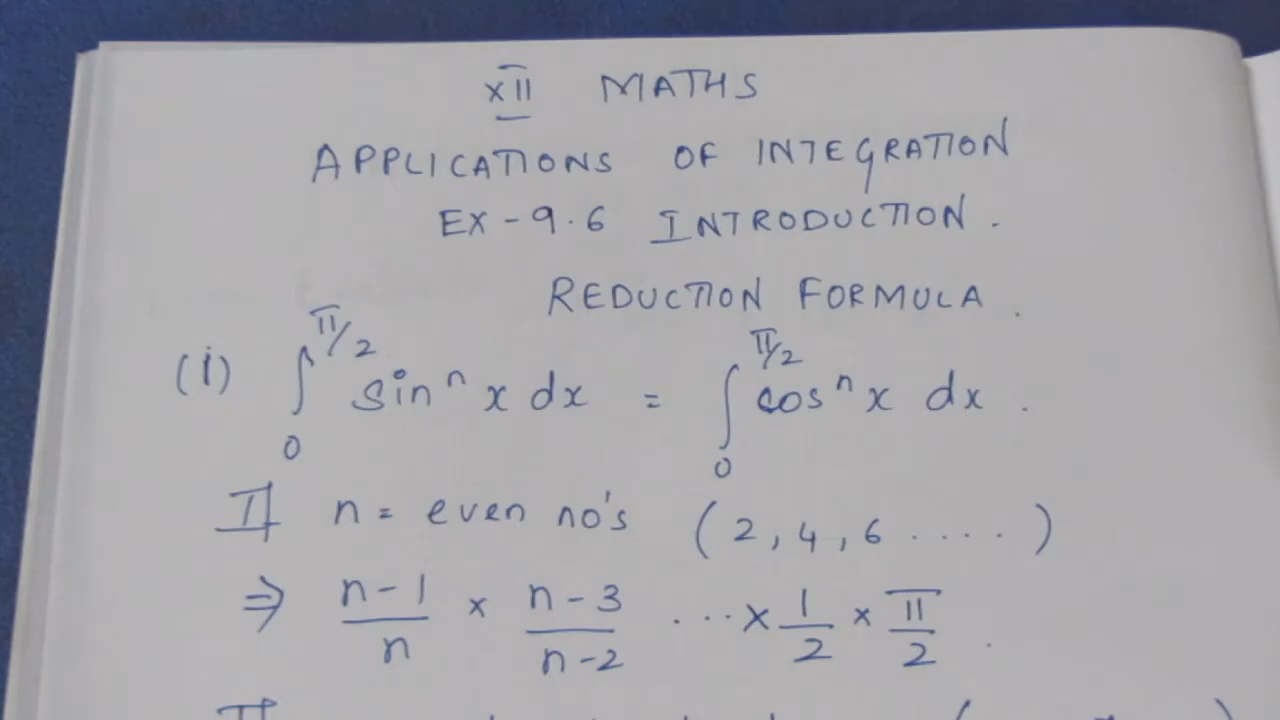 XII MATHS
APPLICATIONS OF INTEGRATION
EX - 9.6 INTRODUCTION.
REDUCTION FORMULA.
(i) ∫₀^{π/2} sinⁿ x dx = ∫₀^{π/2} cosⁿ x dx.
If n = even no's (2, 4, 6 .....)
⇒ (n-1)/n × (n-3)/(n-2) ... × 1/2 × π/2.